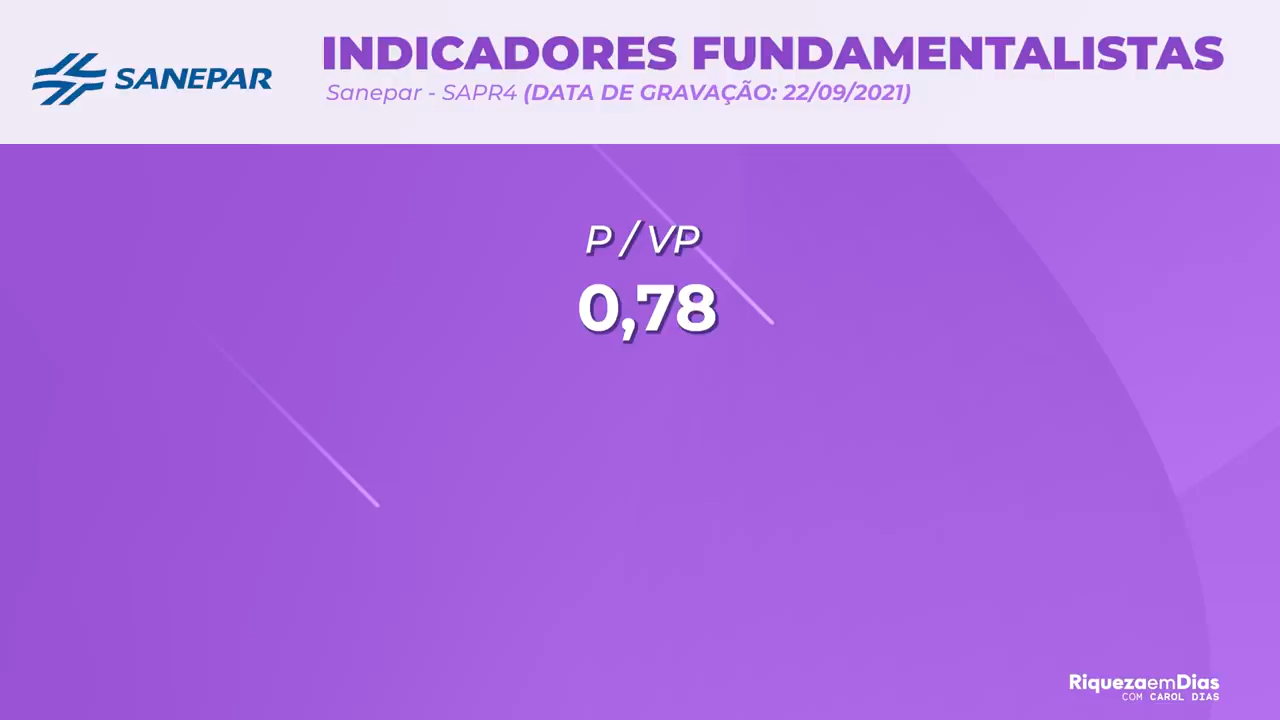 SANEPAR
INDICADORES FUNDAMENTALISTAS
Sanepar - SAPR4 (DATA DE GRAVAÇÃO: 22/09/2021)
P / VP
0,78
RiquezaemDias
COM CAROL DIAS